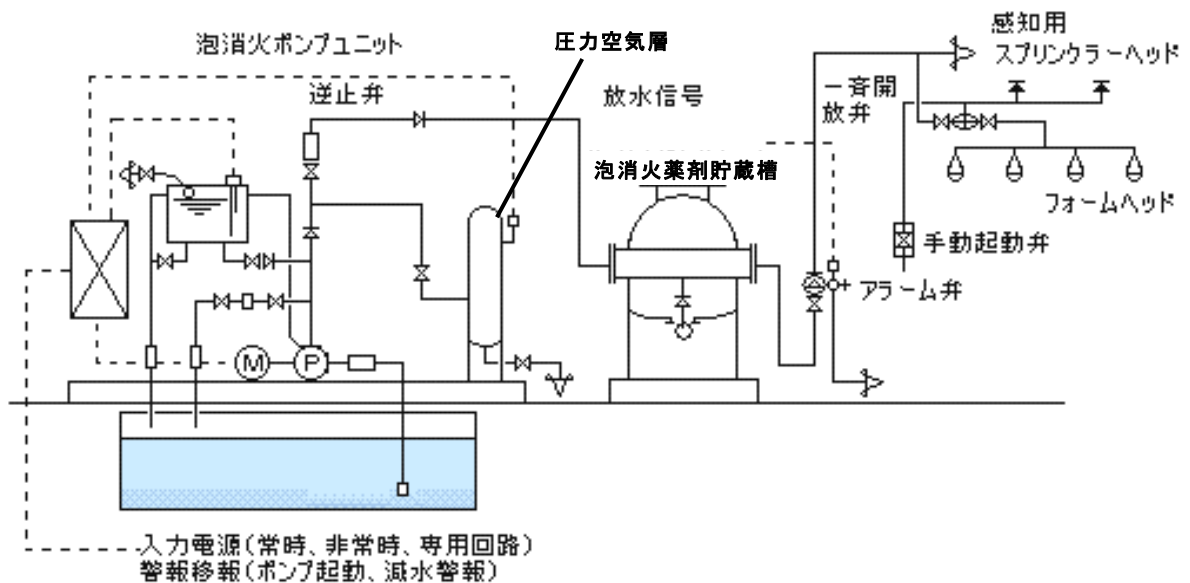 泡消火ポンプユニット
圧力空気層
感知用
スプリンクラーヘッド
逆止弁
放水信号
一斉開
放弁
泡消火薬剤貯蔵槽
フォームヘッド
手動起動弁
アラーム弁
M
P
入力電源(常時、非常時、専用回路)
警報移報(ポンプ起動、減水警報)